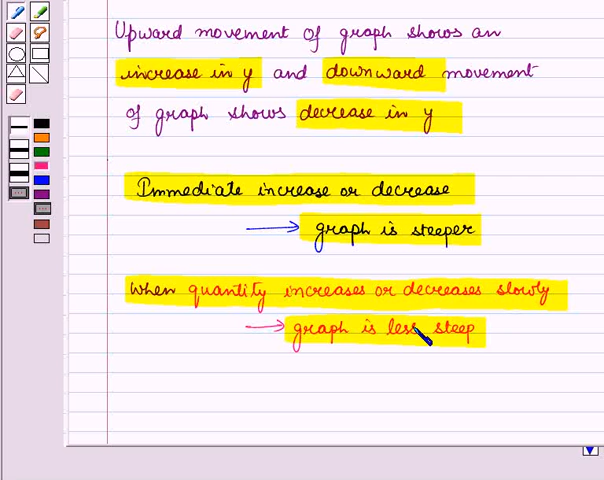 Upward movement of graph shows an
increase in y and downward movement
of graph shows decrease in y
Immediate increase or decrease
→ graph is steeper
When quantity increases or decreases slowly
→ graph is less steep